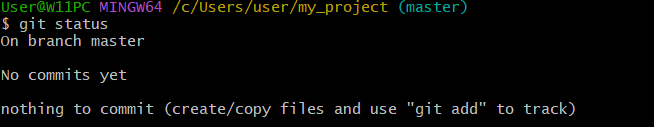 User@W11PC MINGW64 /c/Users/user/my_project (master)
$ git status
On branch master
No commits yet
nothing to commit (create/copy files and use "git add" to track)